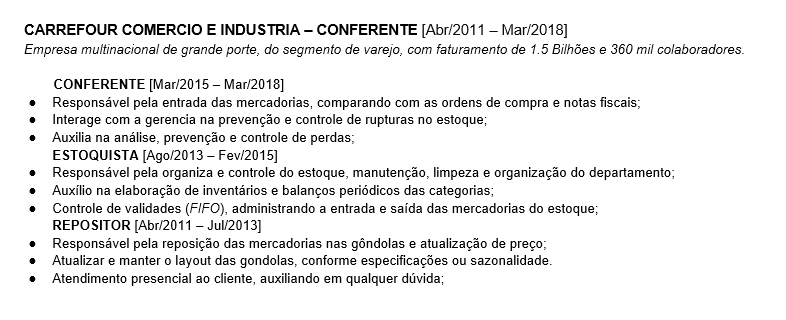 CARREFOUR COMERCIO E INDUSTRIA – CONFERENTE [Abr/2011 – Mar/2018]
Empresa multinacional de grande porte, do segmento de varejo, com faturamento de 1.5 Bilhões e 360 mil colaboradores.
CONFERENTE [Mar/2015 – Mar/2018]
● Responsável pela entrada das mercadorias, comparando com as ordens de compra e notas fiscais;
● Interage com a gerencia na prevenção e controle de rupturas no estoque;
● Auxilia na análise, prevenção e controle de perdas;
ESTOQUISTA [Ago/2013 – Fev/2015]
● Responsável pela organiza e controle do estoque, manutenção, limpeza e organização do departamento;
● Auxílio na elaboração de inventários e balanços periódicos das categorias;
● Controle de validades (FIFO), administrando a entrada e saída das mercadorias do estoque;
REPOSITOR [Abr/2011 – Jul/2013]
● Responsável pela reposição das mercadorias nas gôndolas e atualização de preço;
● Atualizar e manter o layout das gondolas, conforme especificações ou sazonalidade.
● Atendimento presencial ao cliente, auxiliando em qualquer dúvida;